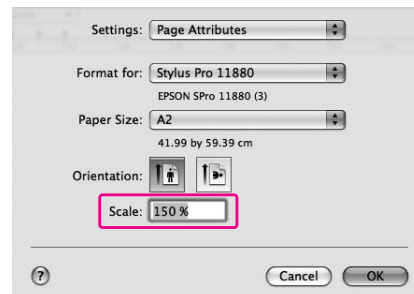 Settings: Page Attributes
Format for: Stylus Pro 11880
EPSON SPro 11880 (3)
Paper Size: A2
41.99 by 59.39 cm
Orientation:
Scale: 150 %
? Cancel OK